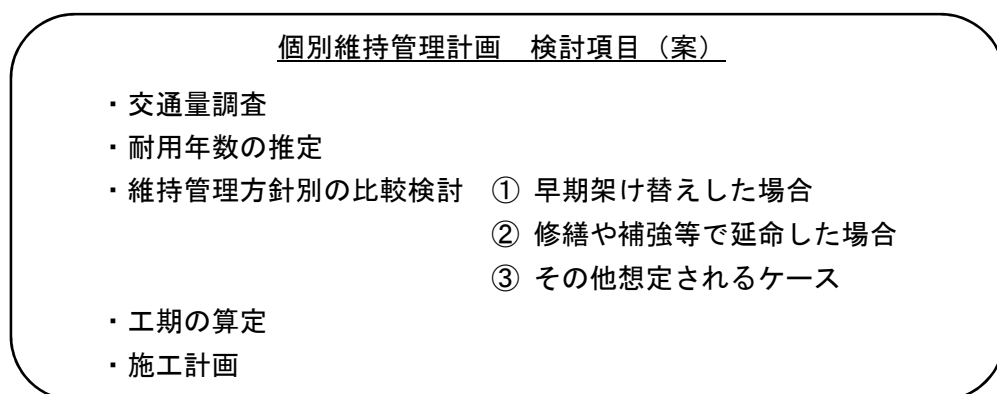 個別維持管理計画　検討項目（案）
・交通量調査
・耐用年数の推定
・維持管理方針別の比較検討　① 早期架け替えした場合
② 修繕や補強等で延命した場合
③ その他想定されるケース
・工期の算定
・施工計画